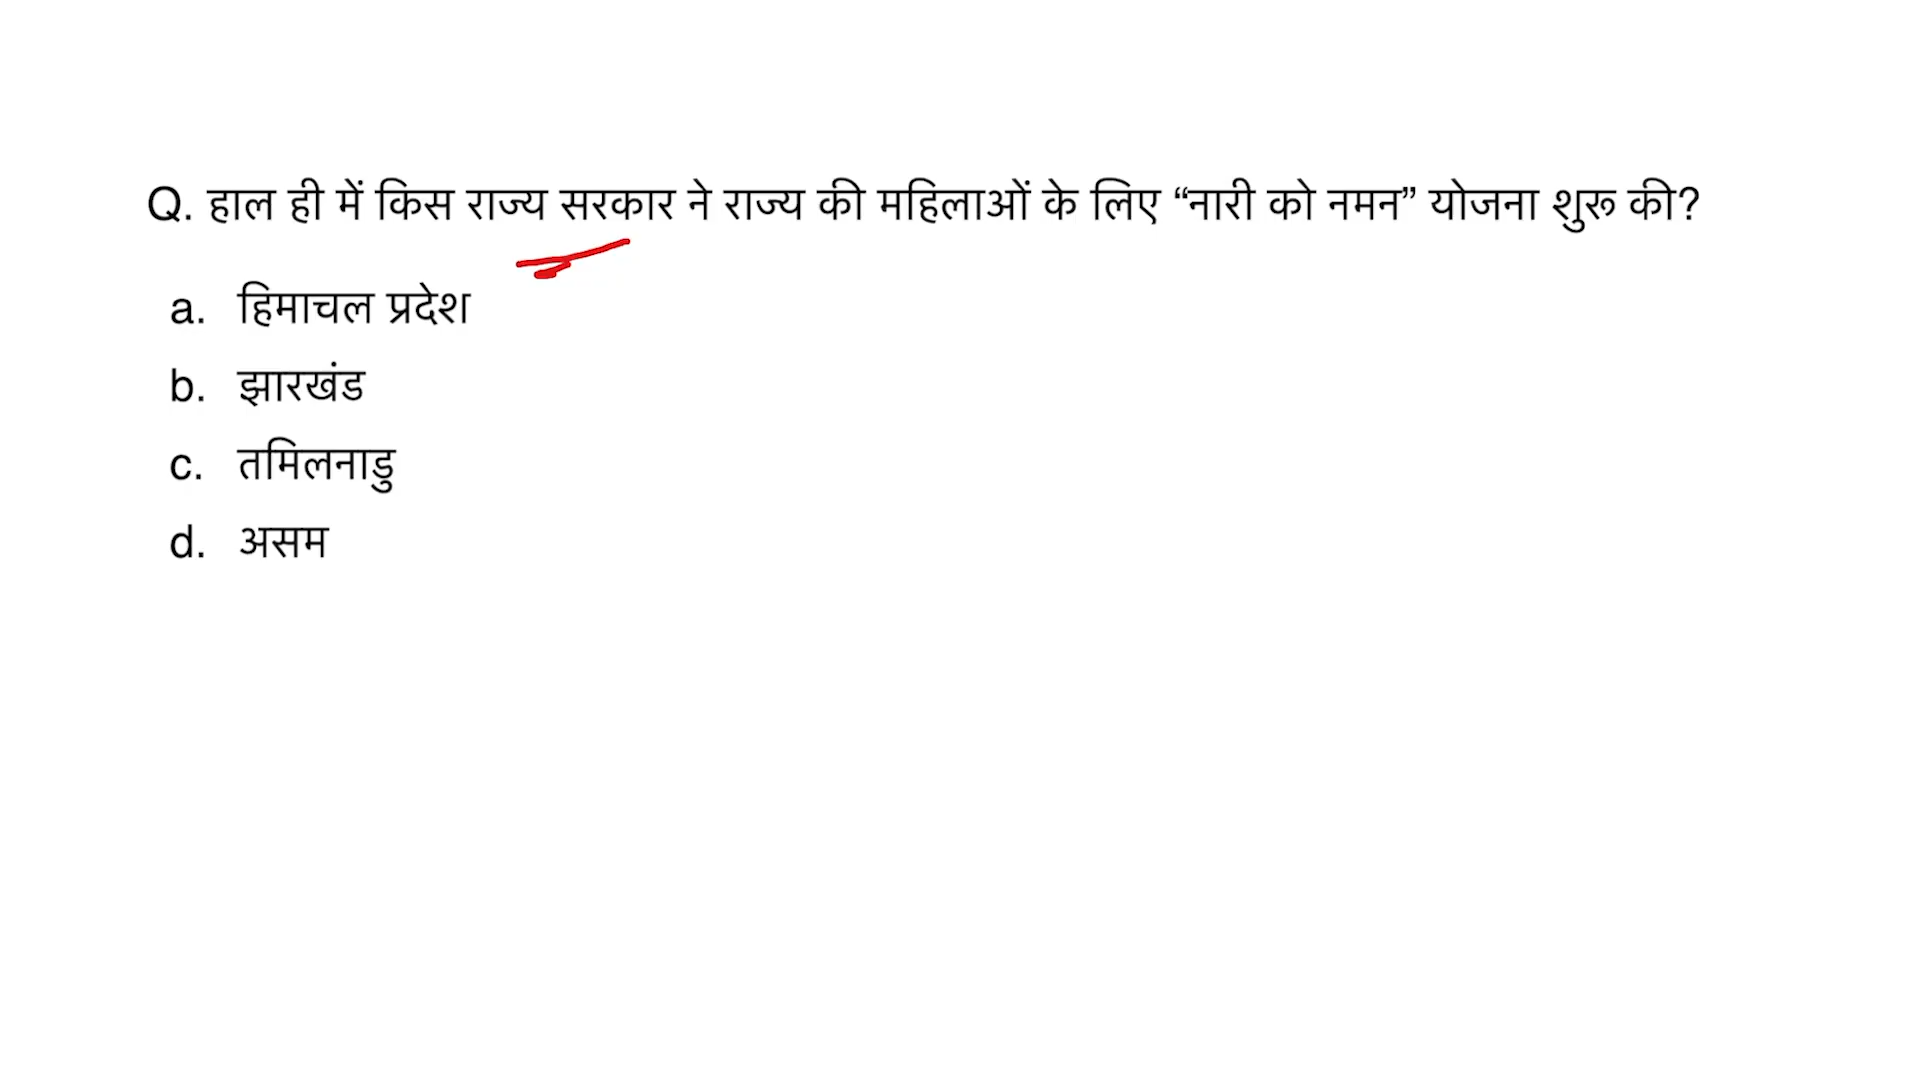 Q. हाल ही में किस राज्य सरकार ने राज्य की महिलाओं के लिए “नारी को नमन” योजना शुरू की?
a. हिमाचल प्रदेश
b. झारखंड
c. तमिलनाडु
d. असम